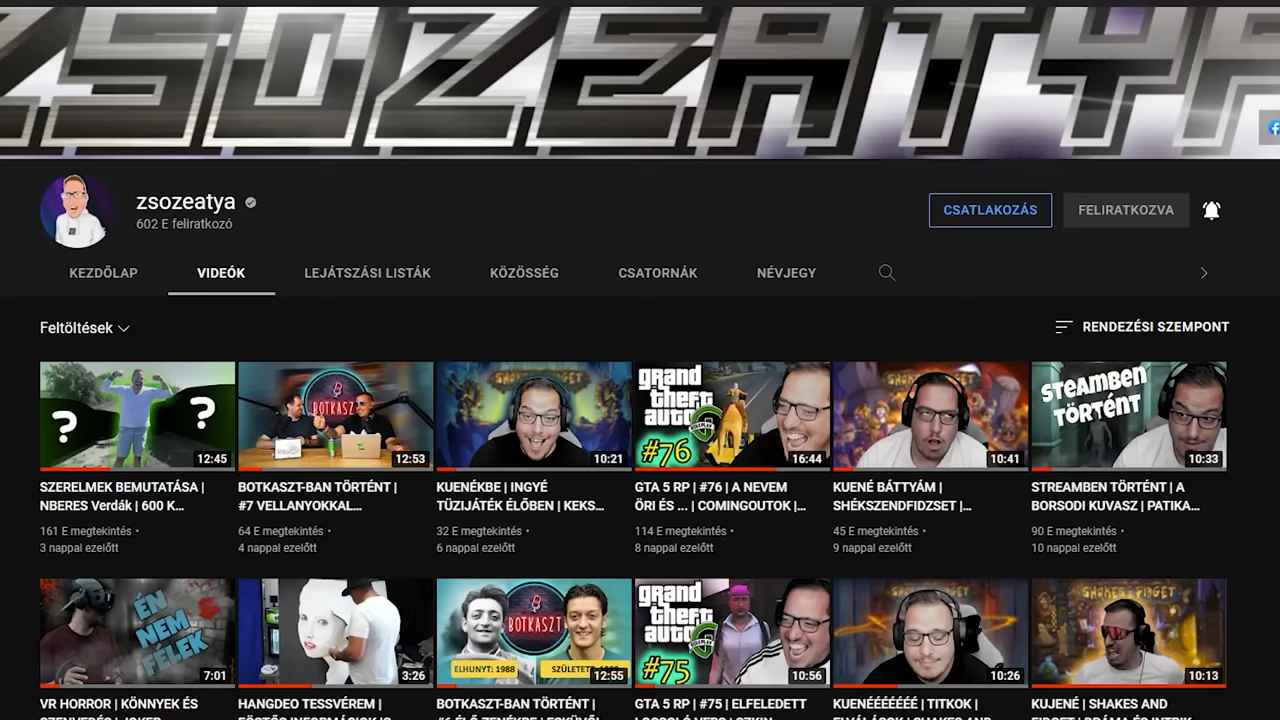 ZSOZEATYA
zsozeatya
602 E feliratkozó
CSATLAKOZÁS
FELIRATKOZVA
KEZDŐLAP
VIDEÓK
LEJÁTSZÁSI LISTÁK
KÖZÖSSÉG
CSATORNÁK
NÉVJEGY
Feltöltések
RENDEZÉSI SZEMPONT
? ?
12:45
SZERELMEK BEMUTATÁSA |
NBERES Verdák | 600 K...
161 E megtekintés •
3 nappal ezelőtt
BOTKASZT
12:53
BOTKASZT-BAN TÖRTÉNT |
#7 VELLANYOKKAL...
64 E megtekintés •
4 nappal ezelőtt
10:21
KUENÉKBE | INGYÉ
TÜZIJÁTÉK ÉLŐBEN | KEKS...
32 E megtekintés •
6 nappal ezelőtt
grand
theft
auto
#76
16:44
GTA 5 RP | #76 | A NEVEM
ŐRI ÉS ... | COMINGOUTOK |...
114 E megtekintés •
8 nappal ezelőtt
10:41
KUENÉ BÁTTYÁM |
SHÉKSZENDFIDZSET |...
45 E megtekintés •
9 nappal ezelőtt
STEAMBEN
TÖRTÉNT
10:33
STREAMBEN TÖRTÉNT | A
BORSODI KUVASZ | PATIKA...
90 E megtekintés •
10 nappal ezelőtt
ÉN
NEM
FÉLEK
7:01
VR HORROR | KÖNNYEK ÉS
3:26
HANGDEO TESSVÉREM |
BOTKASZT
ELHUNYT: 1988
SZÜLETETT
12:55
BOTKASZT-BAN TÖRTÉNT |
grand
theft
auto
#75
10:56
GTA 5 RP | #75 | ELFELEDETT
10:26
KUENÉÉÉÉÉÉÉ | TITKOK |
SHAKES FIDGET
10:13
KUJENÉ | SHAKES AND